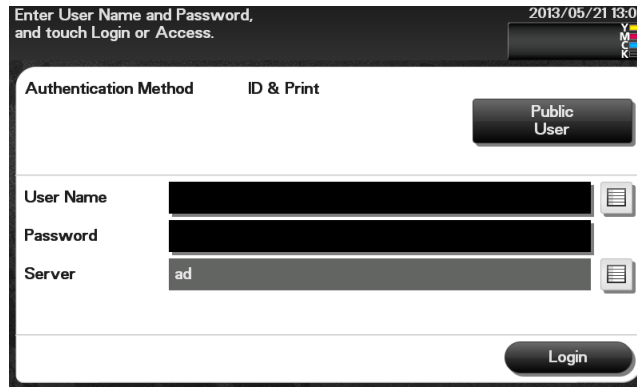 Enter User Name and Password,
and touch Login or Access.
2013/05/21 13:0
Y
M
C
K
Authentication Method ID & Print
Public
User
User Name
Password
Server ad
Login